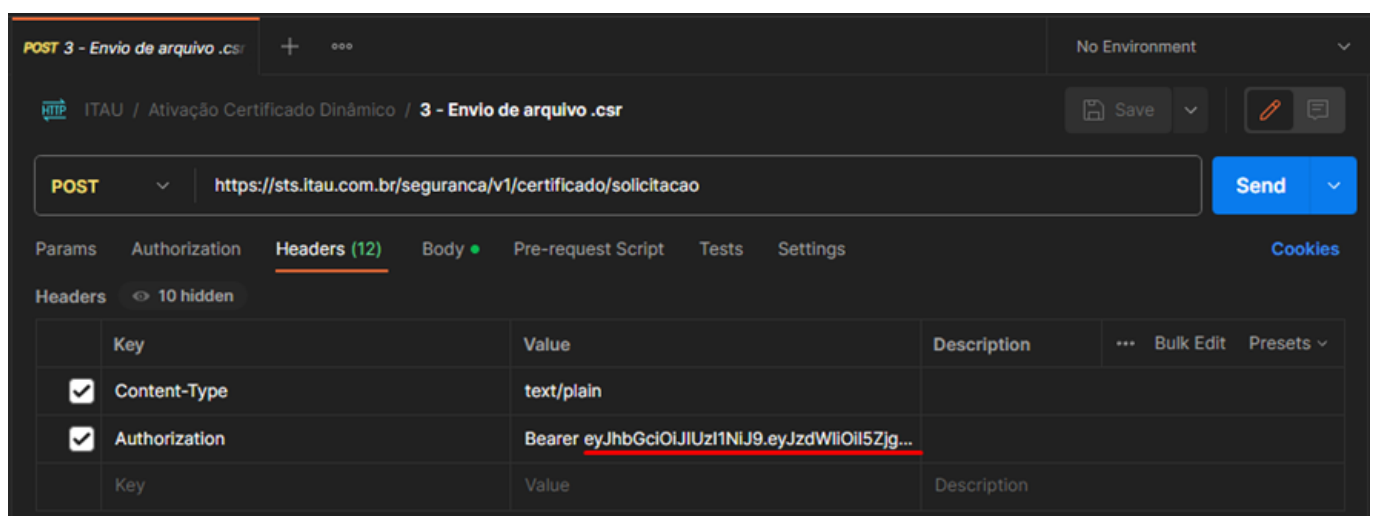 POST 3 - Envio de arquivo .csr
No Environment
HTTP ITAU / Ativação Certificado Dinâmico / 3 - Envio de arquivo .csr
Save
POST https://sts.itau.com.br/seguranca/v1/certificado/solicitacao
Send
Params Authorization Headers (12) Body Pre-request Script Tests Settings Cookies
Headers 10 hidden
Key Value Description ••• Bulk Edit Presets
Content-Type text/plain
Authorization Bearer eyJhbGciOiJIUzI1NiJ9.eyJzdWIiOiI5Zjg...
Key Value Description